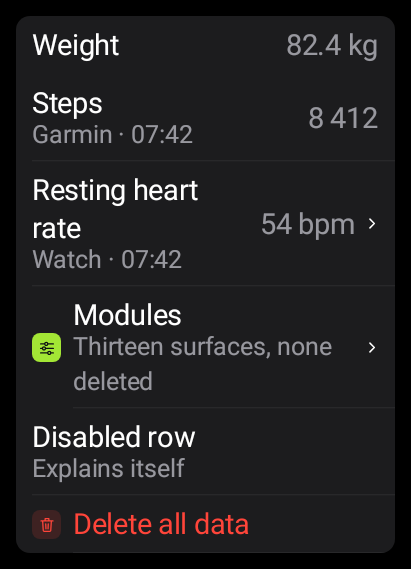 Weight
82.4 kg
Steps
Garmin · 07:42
8 412
Resting heart
rate
Watch · 07:42
54 bpm
Modules
Thirteen surfaces, none
deleted
Disabled row
Explains itself
Delete all data